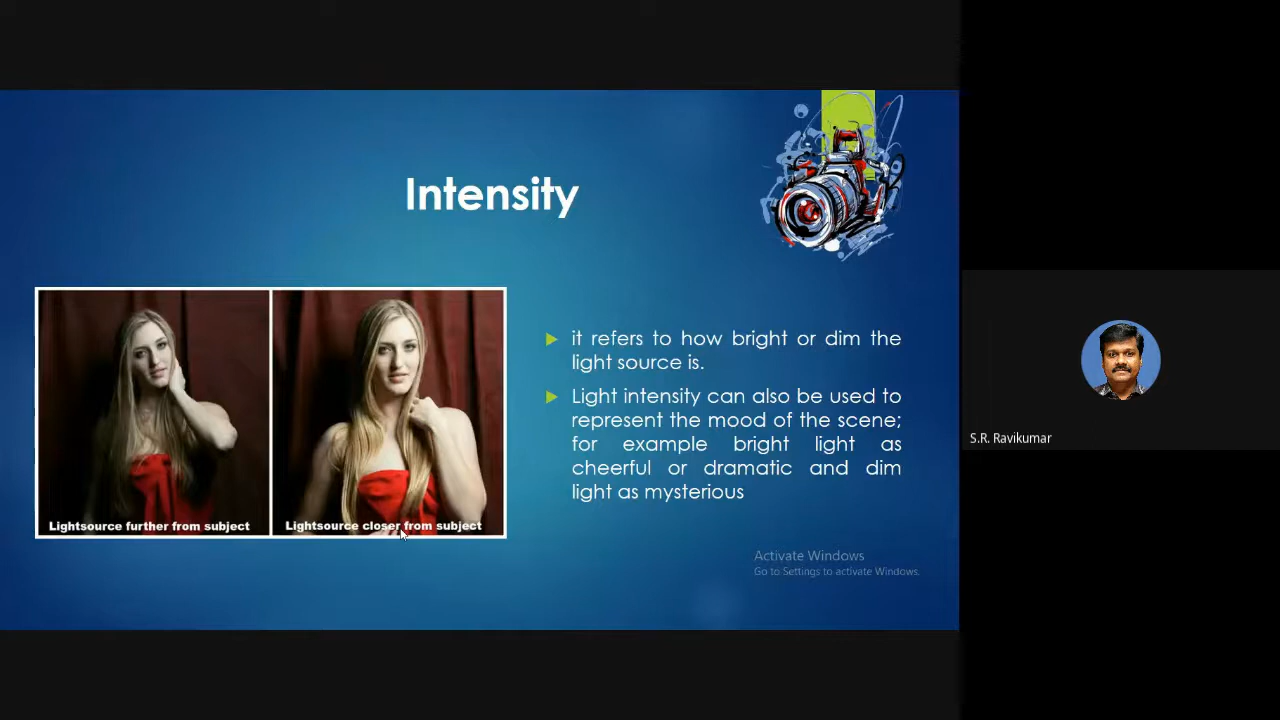 Intensity
Lightsource further from subject
Lightsource closer from subject
it refers to how bright or dim the
light source is.
Light intensity can also be used to
represent the mood of the scene;
for example bright light as
cheerful or dramatic and dim
light as mysterious
Activate Windows
Go to Settings to activate Windows.
S.R. Ravikumar